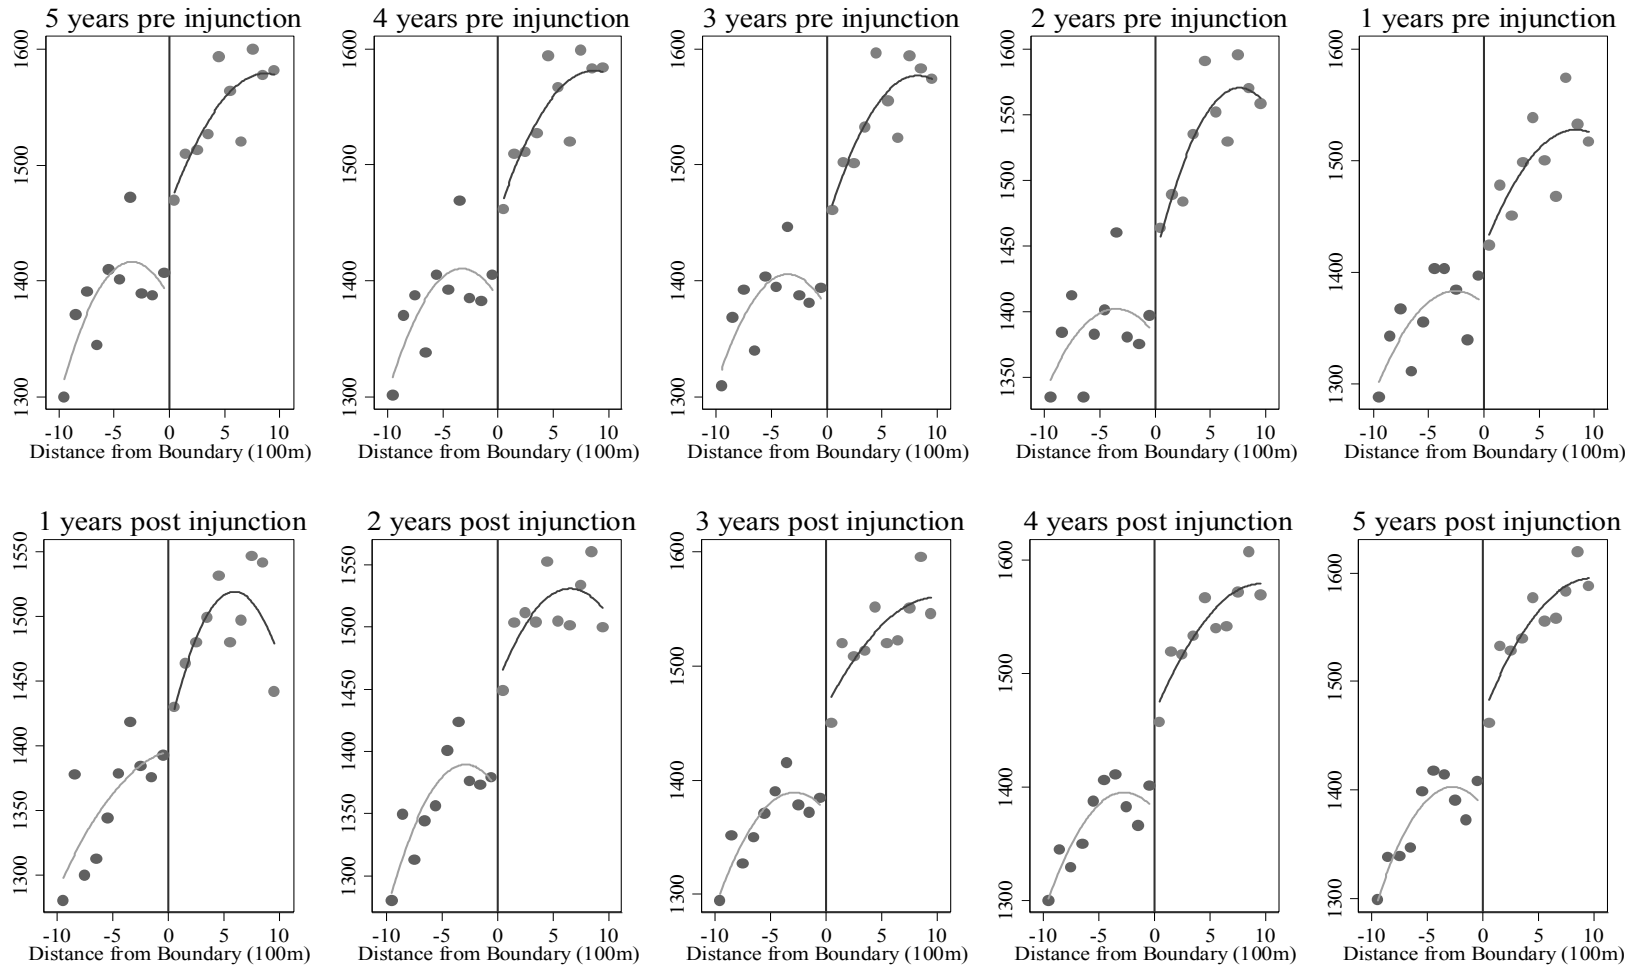 5 years pre injunction 4 years pre injunction 3 years pre injunction 2 years pre injunction 1 years pre injunction
1600 1500 1400 1300
1600 1500 1400 1300
1600 1500 1400 1300
1600 1550 1500 1450 1400 1350
1600 1500 1400 1300
-10 -5 0 5 10 -10 -5 0 5 10 -10 -5 0 5 10 -10 -5 0 5 10 -10 -5 0 5 10
Distance from Boundary (100m) Distance from Boundary (100m) Distance from Boundary (100m) Distance from Boundary (100m) Distance from Boundary (100m)
1 years post injunction 2 years post injunction 3 years post injunction 4 years post injunction 5 years post injunction
1550 1500 1450 1400 1350 1300
1550 1500 1450 1400 1350 1300
1600 1500 1400 1300
1600 1500 1400 1300
1600 1500 1400 1300
-10 -5 0 5 10 -10 -5 0 5 10 -10 -5 0 5 10 -10 -5 0 5 10 -10 -5 0 5 10
Distance from Boundary (100m) Distance from Boundary (100m) Distance from Boundary (100m) Distance from Boundary (100m) Distance from Boundary (100m)